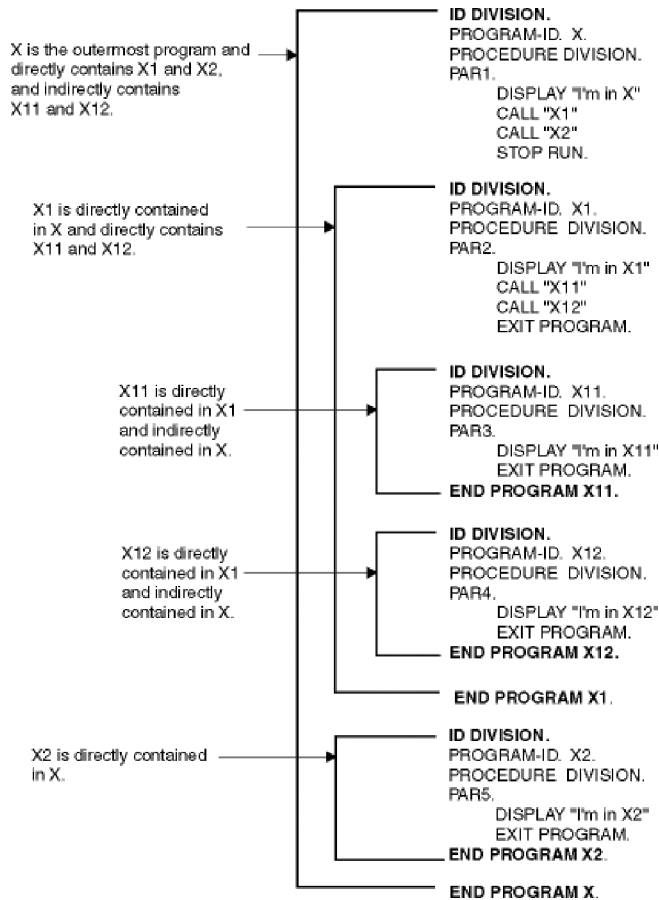 X is the outermost program and
directly contains X1 and X2,
and indirectly contains
X11 and X12.
ID DIVISION.
PROGRAM-ID. X.
PROCEDURE DIVISION.
PAR1.
DISPLAY "I'm in X"
CALL "X1"
CALL "X2"
STOP RUN.
X1 is directly contained
in X and directly contains
X11 and X12.
ID DIVISION.
PROGRAM-ID. X1.
PROCEDURE DIVISION.
PAR2.
DISPLAY "I'm in X1"
CALL "X11"
CALL "X12"
EXIT PROGRAM.
X11 is directly
contained in X1
and indirectly
contained in X.
ID DIVISION.
PROGRAM-ID. X11.
PROCEDURE DIVISION.
PAR3.
DISPLAY "I'm in X11"
EXIT PROGRAM.
END PROGRAM X11.
X12 is directly
contained in X1
and indirectly
contained in X.
ID DIVISION.
PROGRAM-ID. X12.
PROCEDURE DIVISION.
PAR4.
DISPLAY "I'm in X12"
EXIT PROGRAM.
END PROGRAM X12.
END PROGRAM X1.
X2 is directly contained
in X.
ID DIVISION.
PROGRAM-ID. X2.
PROCEDURE DIVISION.
PAR5.
DISPLAY "I'm in X2"
EXIT PROGRAM.
END PROGRAM X2.
END PROGRAM X.